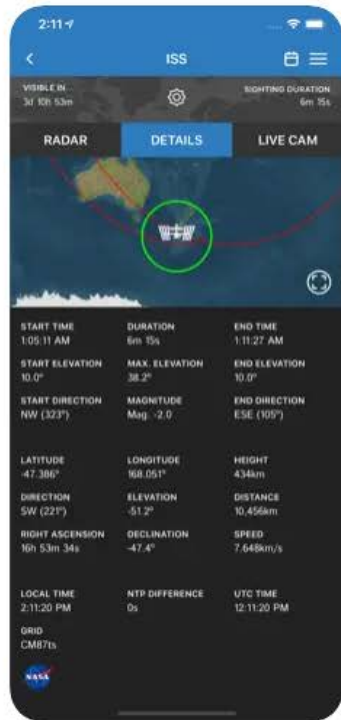 2:11
ISS
VISIBLE IN...
3d 10h 53m
SIGHTING DURATION
6m 15s
RADAR
DETAILS
LIVE CAM
START TIME
DURATION
END TIME
1:05:11 AM
6m 15s
1:11:27 AM
START ELEVATION
MAX. ELEVATION
END ELEVATION
10.0°
38.2°
10.0°
START DIRECTION
MAGNITUDE
END DIRECTION
NW (323°)
Mag. -2.0
ESE (105°)
LATITUDE
LONGITUDE
HEIGHT
-47.386°
168.051°
434km
DIRECTION
ELEVATION
DISTANCE
SW (221°)
-51.2°
10,456km
RIGHT ASCENSION
DECLINATION
SPEED
16h 53m 34s
-47.4°
7.648km/s
LOCAL TIME
NTP DIFFERENCE
UTC TIME
2:11:20 PM
0s
12:11:20 PM
GRID
CM87ts
NASA